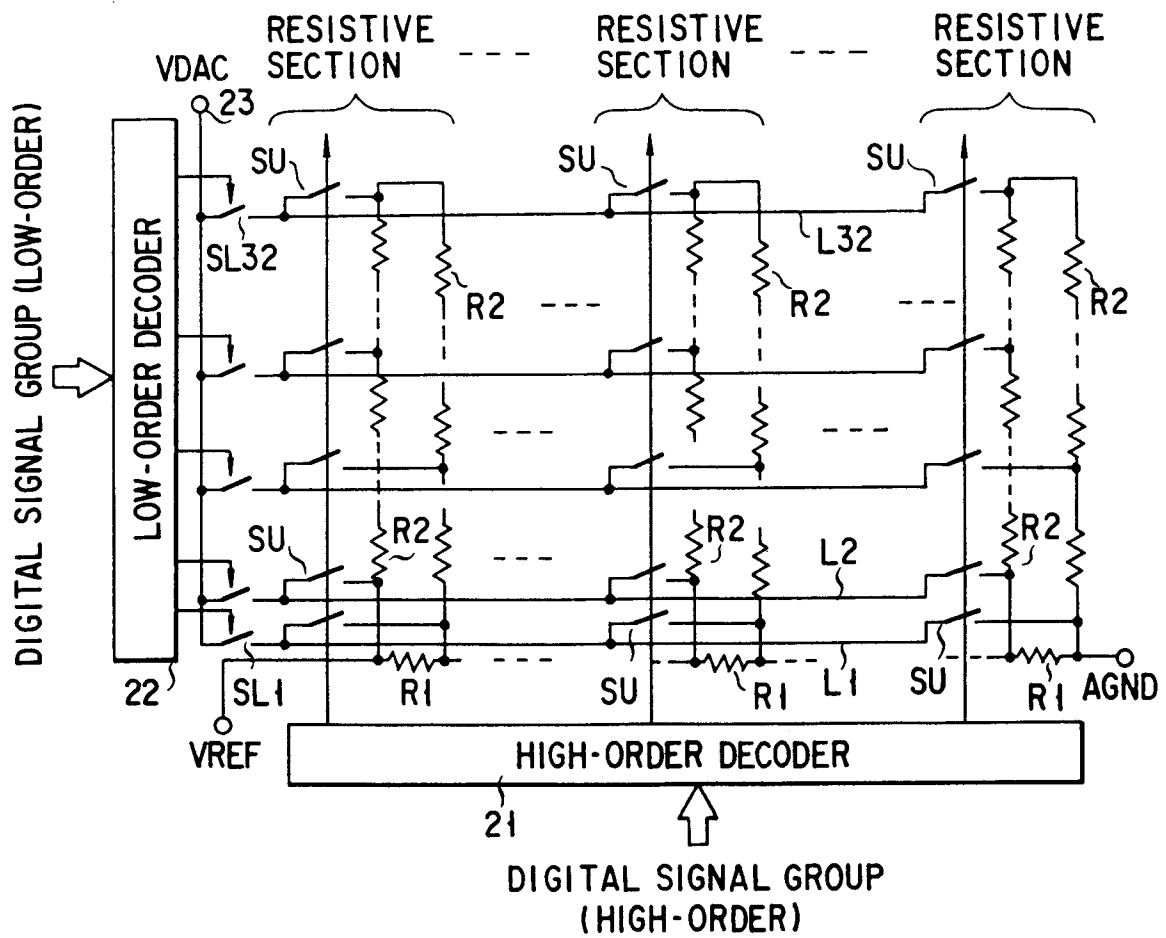 RESISTIVE SECTION
RESISTIVE SECTION
RESISTIVE SECTION
VDAC
23
SU
SU
SU
SL32
L32
R2
R2
R2
DIGITAL SIGNAL GROUP (LOW-ORDER)
LOW-ORDER DECODER
SU
R2
R2
L2
R2
22
SL1
R1
SU
R1
L1
SU
R1
AGND
VREF
HIGH-ORDER DECODER
21
DIGITAL SIGNAL GROUP
(HIGH-ORDER)